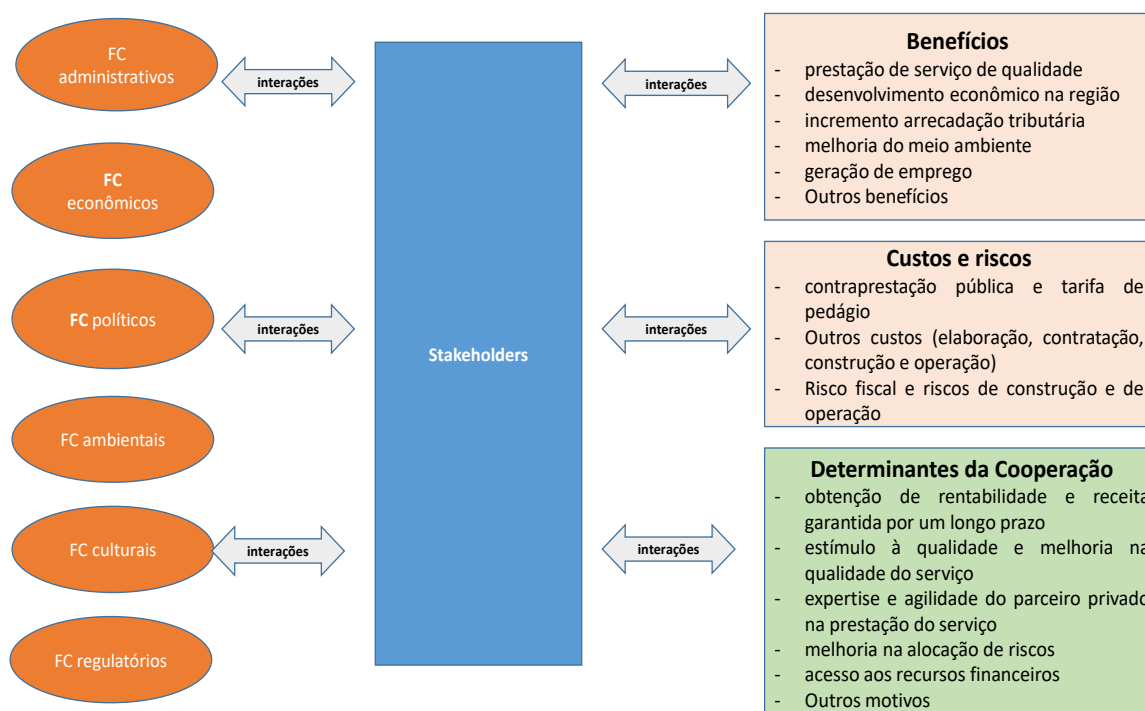 FC
administrativos
FC
econômicos
FC políticos
FC ambientais
FC culturais
FC regulatórios
interações
interações
interações
Stakeholders
interações
interações
interações
Benefícios
- prestação de serviço de qualidade
- desenvolvimento econômico na região
- incremento arrecadação tributária
- melhoria do meio ambiente
- geração de emprego
- Outros benefícios
Custos e riscos
- contraprestação pública e tarifa de
pedágio
- Outros custos (elaboração, contratação,
construção e operação)
- Risco fiscal e riscos de construção e de
operação
Determinantes da Cooperação
- obtenção de rentabilidade e receita
garantida por um longo prazo
- estímulo à qualidade e melhoria na
qualidade do serviço
- expertise e agilidade do parceiro privado
na prestação do serviço
- melhoria na alocação de riscos
- acesso aos recursos financeiros
- Outros motivos